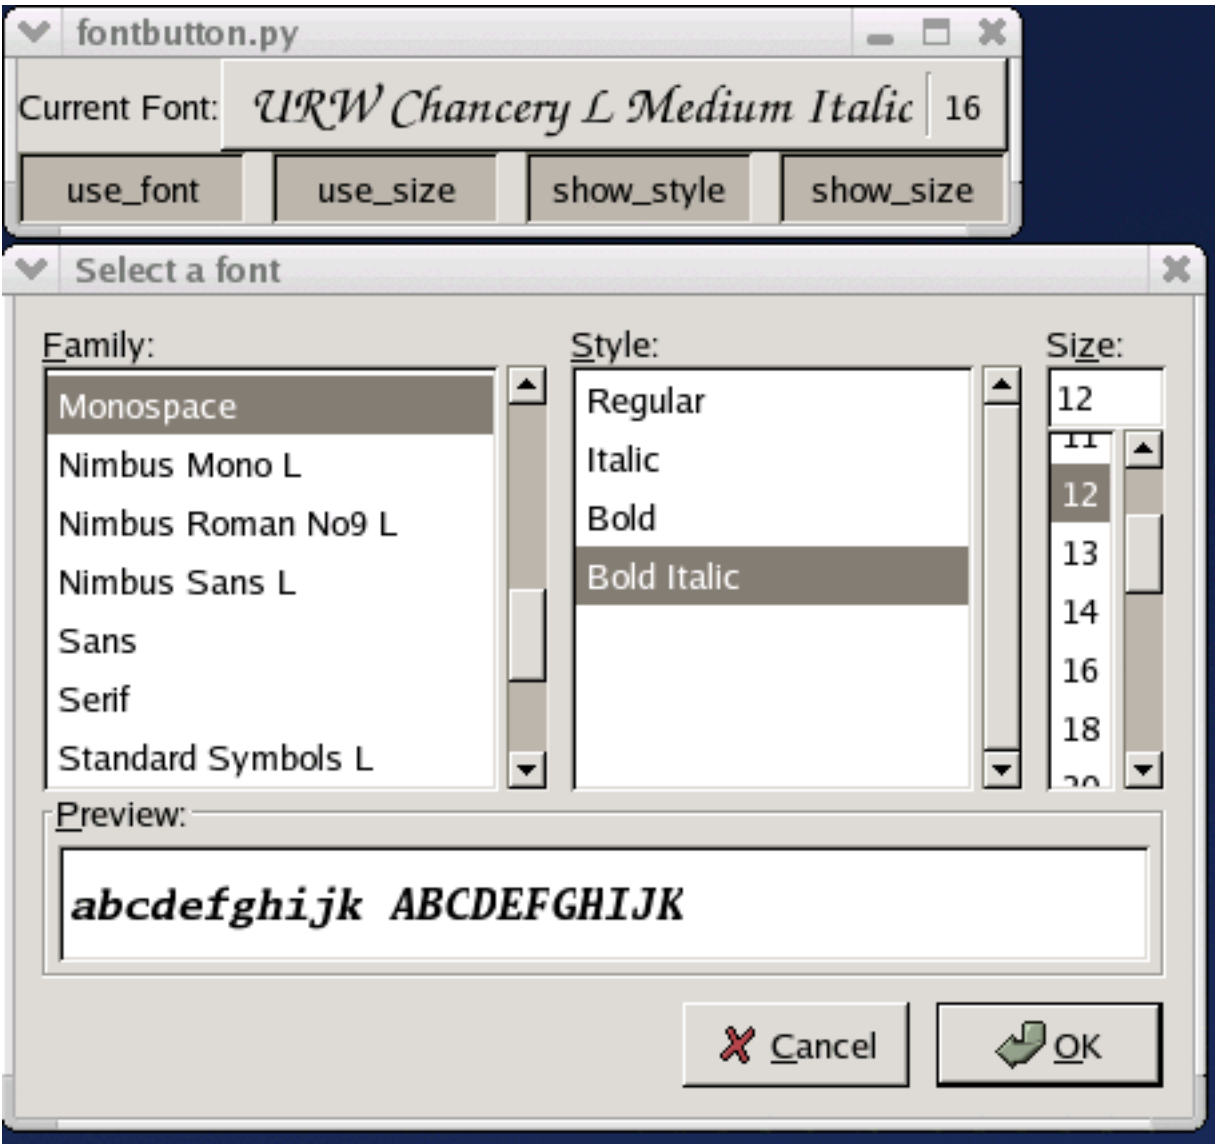 fontbutton.py
Current Font: URW Chancery L Medium Italic 16
use_font use_size show_style show_size
Select a font
Family:
Monospace
Nimbus Mono L
Nimbus Roman No9 L
Nimbus Sans L
Sans
Serif
Standard Symbols L
Style:
Regular
Italic
Bold
Bold Italic
Size:
12
11
12
13
14
16
18
20
Preview:
abcdefghijk ABCDEFGHIJK
Cancel OK